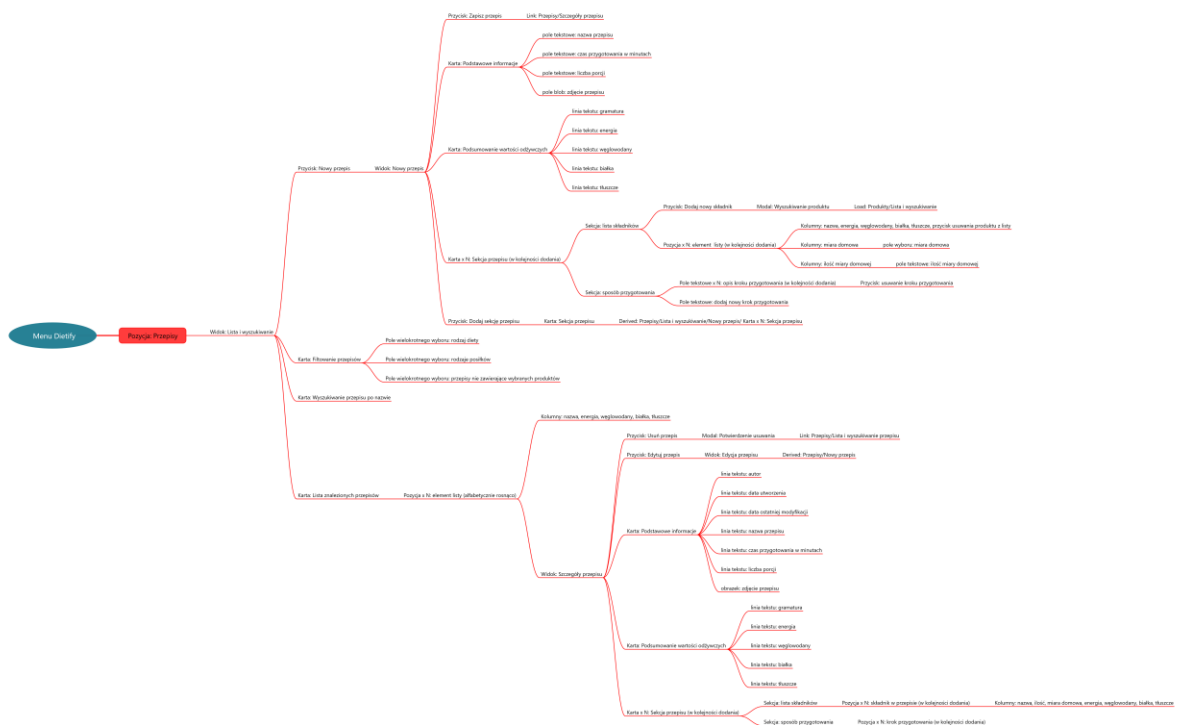 Menu Dietify
Pozycja: Przepisy
Widok: Lista i wyszukiwanie
Przycisk: Nowy przepis
Widok: Nowy przepis
Przycisk: Zapisz przepis
Link: Przepisy/Szczegóły przepisu
Karta: Podstawowe informacje
pole tekstowe: nazwa przepisu
pole tekstowe: czas przygotowania w minutach
pole tekstowe: liczba porcji
pole blob: zdjęcie przepisu
Karta: Podsumowanie wartości odżywczych
linia tekstu: gramatura
linia tekstu: energia
linia tekstu: węglowodany
linia tekstu: białka
linia tekstu: tłuszcze
Karta x N: Sekcja przepisu (w kolejności dodania)
Sekcja: lista składników
Przycisk: Dodaj nowy składnik
Modal: Wyszukiwanie produktu
Load: Produkty/Lista i wyszukiwanie
Pozycja x N: element listy (w kolejności dodania)
Kolumny: nazwa, energia, węglowodany, białka, tłuszcze, przycisk usuwania produktu z listy
Kolumny: miara domowa
pole wyboru: miara domowa
Kolumny: ilość miary domowej
pole tekstowe: ilość miary domowej
Sekcja: sposób przygotowania
Pole tekstowe x N: opis kroku przygotowania (w kolejności dodania)
Przycisk: usuwanie kroku przygotowania
Pole tekstowe: dodaj nowy krok przygotowania
Przycisk: Dodaj sekcję przepisu
Karta: Sekcja przepisu
Derived: Przepisy/Lista i wyszukiwanie/Nowy przepis/ Karta x N: Sekcja przepisu
Karta: Filtrowanie przepisów
Pole wielokrotnego wyboru: rodzaj diety
Pole wielokrotnego wyboru: rodzaje posiłków
Pole wielokrotnego wyboru: przepisy nie zawierające wybranych produktów
Karta: Wyszukiwanie przepisu po nazwie
Karta: Lista znalezionych przepisów
Pozycja x N: element listy (alfabetycznie rosnąco)
Kolumny: nazwa, energia, węglowodany, białka, tłuszcze
Widok: Szczegóły przepisu
Przycisk: Usuń przepis
Modal: Potwierdzenie usuwania
Link: Przepisy/Lista i wyszukiwanie przepisu
Przycisk: Edytuj przepis
Widok: Edycja przepisu
Derived: Przepisy/Nowy przepis
Karta: Podstawowe informacje
linia tekstu: autor
linia tekstu: data utworzenia
linia tekstu: data ostatniej modyfikacji
linia tekstu: nazwa przepisu
linia tekstu: czas przygotowania w minutach
linia tekstu: liczba porcji
obrazek: zdjęcie przepisu
Karta: Podsumowanie wartości odżywczych
linia tekstu: gramatura
linia tekstu: energia
linia tekstu: węglowodany
linia tekstu: białka
linia tekstu: tłuszcze
Karta x N: Sekcja przepisu (w kolejności dodania)
Sekcja: lista składników
Pozycja x N: składnik w przepisie (w kolejności dodania)
Kolumny: nazwa, ilość, miara domowa, energia, węglowodany, białka, tłuszcze
Sekcja: sposób przygotowania
Pozycja x N: krok przygotowania (w kolejności dodania)